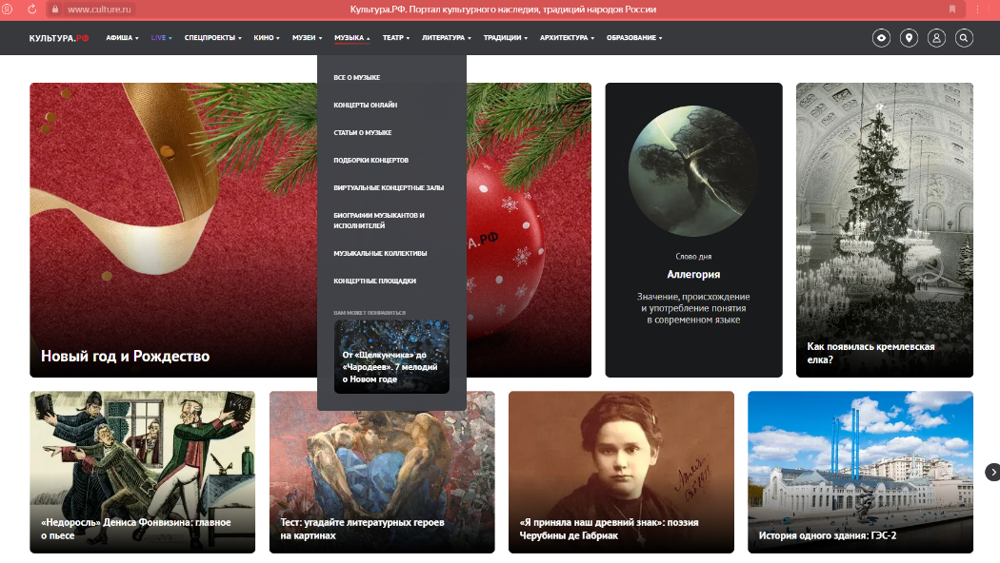 www.culture.ru
Культура.РФ. Портал культурного наследия, традиций народов России
КУЛЬТУРА.РФ АФИША LIVE СПЕЦПРОЕКТЫ КИНО МУЗЕИ МУЗЫКА ТЕАТР ЛИТЕРАТУРА ТРАДИЦИИ АРХИТЕКТУРА ОБРАЗОВАНИЕ
ВСЕ О МУЗЫКЕ
КОНЦЕРТЫ ОНЛАЙН
СТАТЬИ О МУЗЫКЕ
ПОДБОРКИ КОНЦЕРТОВ
ВИРТУАЛЬНЫЕ КОНЦЕРТНЫЕ ЗАЛЫ
БИОГРАФИИ МУЗЫКАНТОВ И
ИСПОЛНИТЕЛЕЙ
МУЗЫКАЛЬНЫЕ КОЛЛЕКТИВЫ
КОНЦЕРТНЫЕ ПЛОЩАДКИ
ВАМ МОЖЕТ ПОНРАВИТЬСЯ
От «Щелкунчика» до
«Чародеев». 7 мелодий
о Новом годе
Новый год и Рождество
А.РФ
Слово дня
Аллегория
Значение, происхождение
и употребление понятия
в современном языке
Как появилась кремлевская
елка?
«Недоросль» Дениса Фонвизина: главное
о пьесе
Тест: угадайте литературных героев
на картинах
«Я приняла наш древний знак»: поэзия
Черубины де Габриак
История одного здания: ГЭС-2